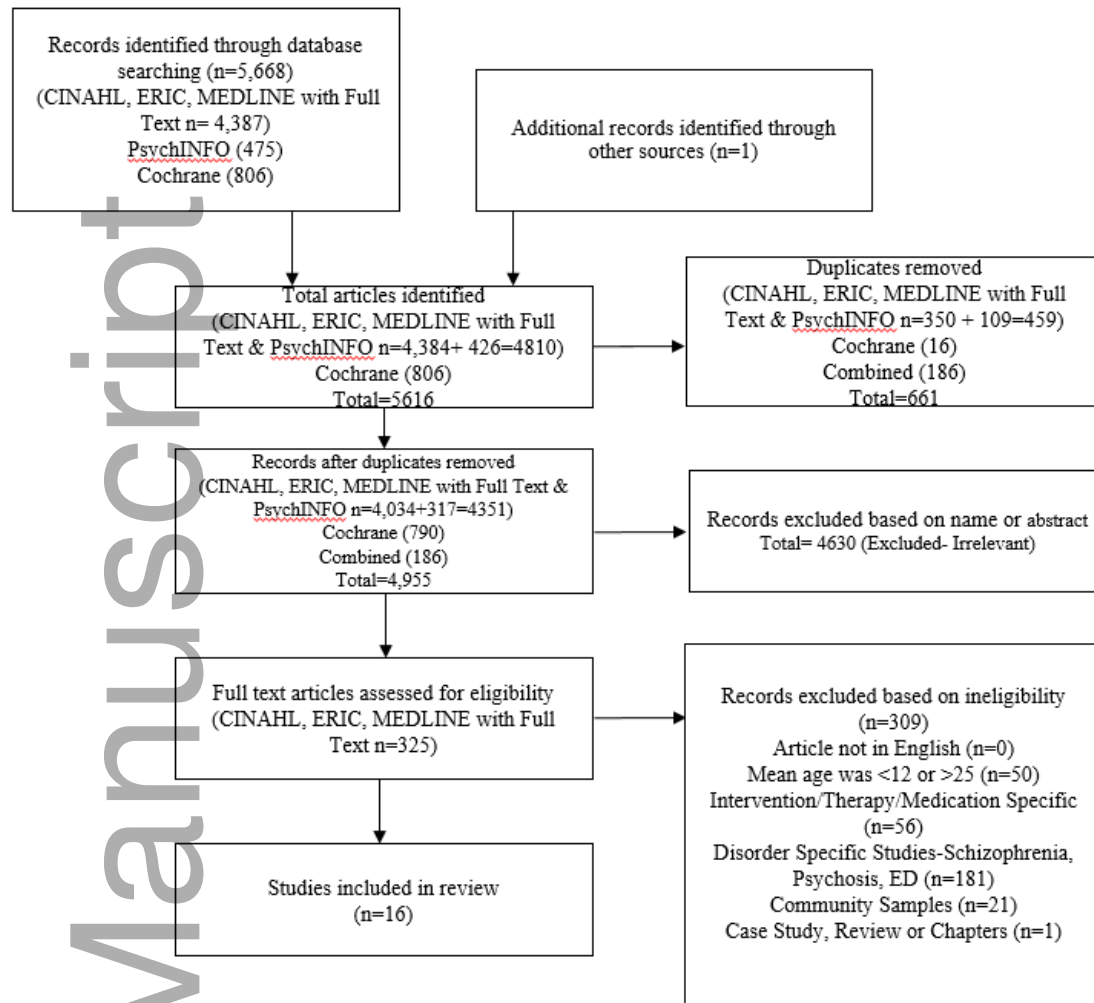 Records identified through database
searching (n=5,668)
(CINAHL, ERIC, MEDLINE with Full
Text n= 4,387)
PsychINFO (475)
Cochrane (806)
Additional records identified through
other sources (n=1)
Total articles identified
(CINAHL, ERIC, MEDLINE with Full
Text & PsychINFO n=4,384+ 426=4810)
Cochrane (806)
Total=5616
Duplicates removed
(CINAHL, ERIC, MEDLINE with Full
Text & PsychINFO n=350 + 109=459)
Cochrane (16)
Combined (186)
Total=661
Records after duplicates removed
(CINAHL, ERIC, MEDLINE with Full Text &
PsychINFO n=4,034+317=4351)
Cochrane (790)
Combined (186)
Total=4,955
Records excluded based on name or abstract
Total= 4630 (Excluded- Irrelevant)
Full text articles assessed for eligibility
(CINAHL, ERIC, MEDLINE with Full
Text n=325)
Records excluded based on ineligibility
(n=309)
Article not in English (n=0)
Mean age was <12 or >25 (n=50)
Intervention/Therapy/Medication Specific
(n=56)
Disorder Specific Studies-Schizophrenia,
Psychosis, ED (n=181)
Community Samples (n=21)
Case Study, Review or Chapters (n=1)
Studies included in review
(n=16)
Manuscript